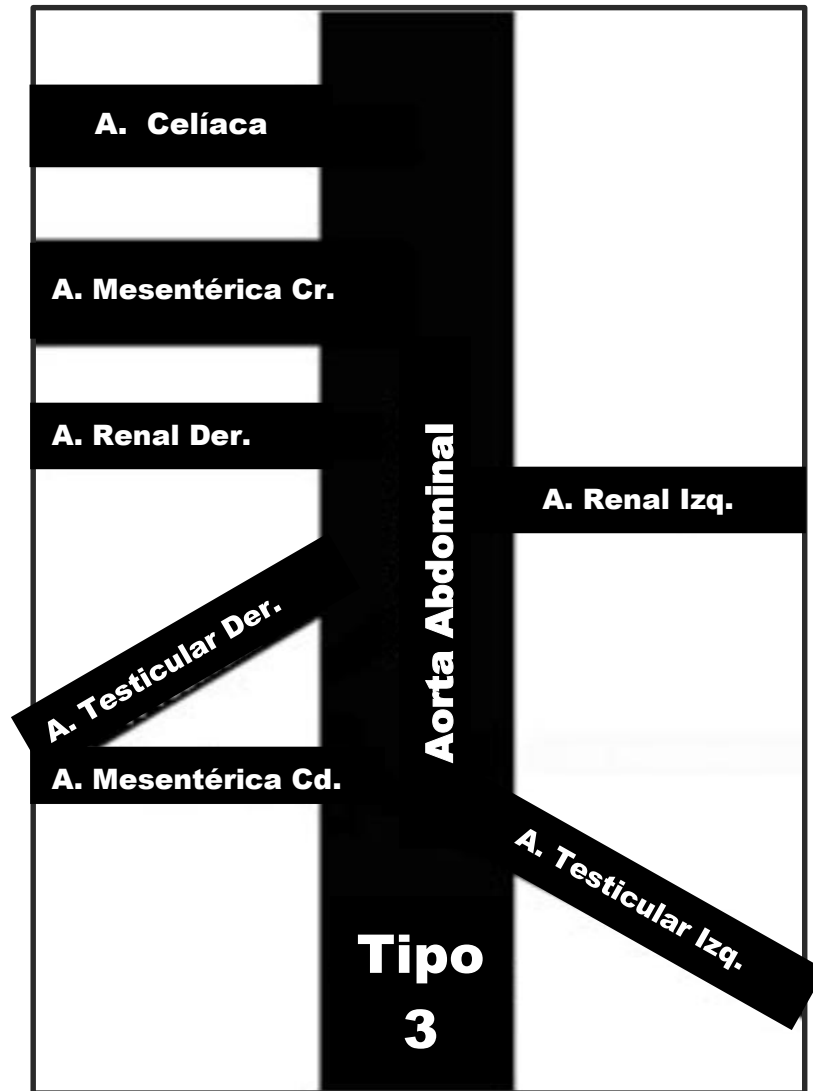 A. Celíaca
A. Mesentérica Cr.
A. Renal Der.
A. Renal Izq.
Aorta Abdominal
A. Testicular Der.
A. Mesentérica Cd.
A. Testicular Izq.
Tipo
3